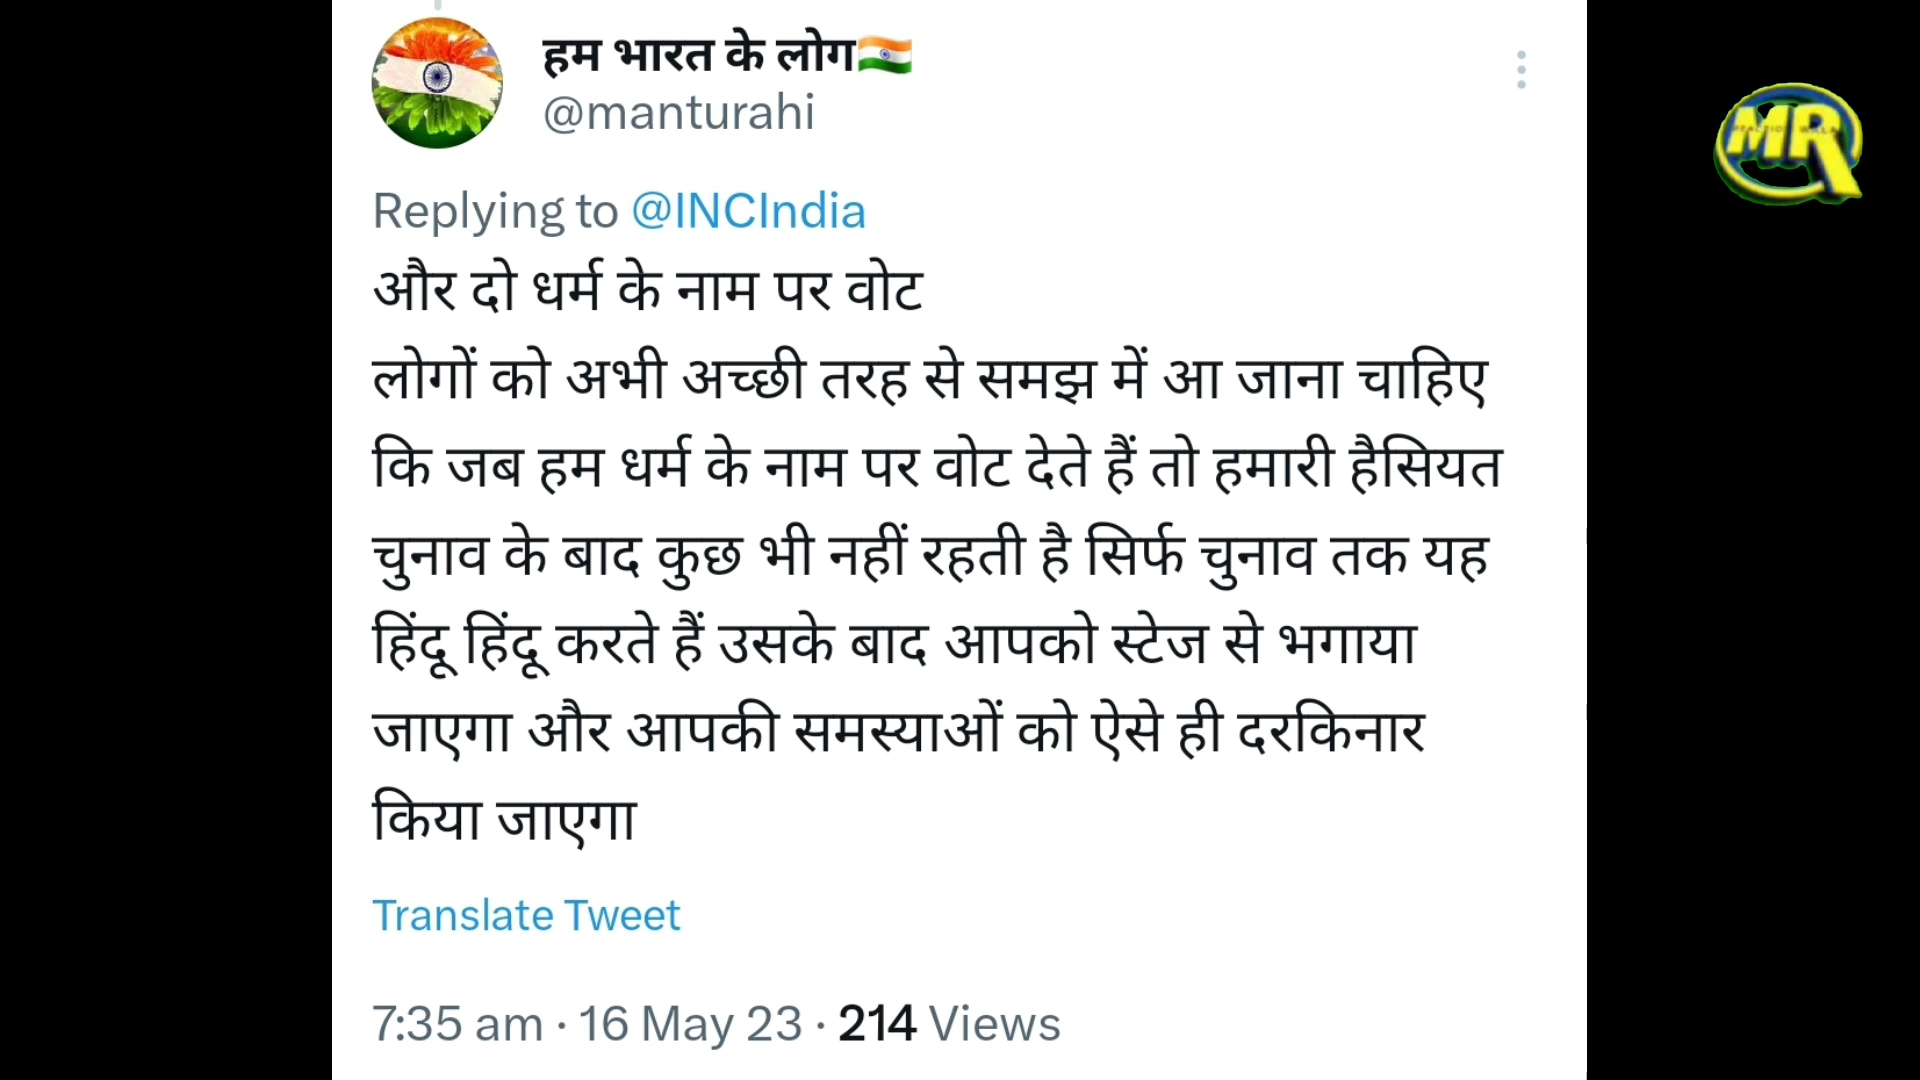 हम भारत के लोग🇮🇳
@manturahi
Replying to @INCIndia
और दो धर्म के नाम पर वोट
लोगों को अभी अच्छी तरह से समझ में आ जाना चाहिए
कि जब हम धर्म के नाम पर वोट देते हैं तो हमारी हैसियत
चुनाव के बाद कुछ भी नहीं रहती है सिर्फ चुनाव तक यह
हिंदू हिंदू करते हैं उसके बाद आपको स्टेज से भगाया
जाएगा और आपकी समस्याओं को ऐसे ही दरकिनार
किया जाएगा
Translate Tweet
7:35 am · 16 May 23 · 214 Views
MR